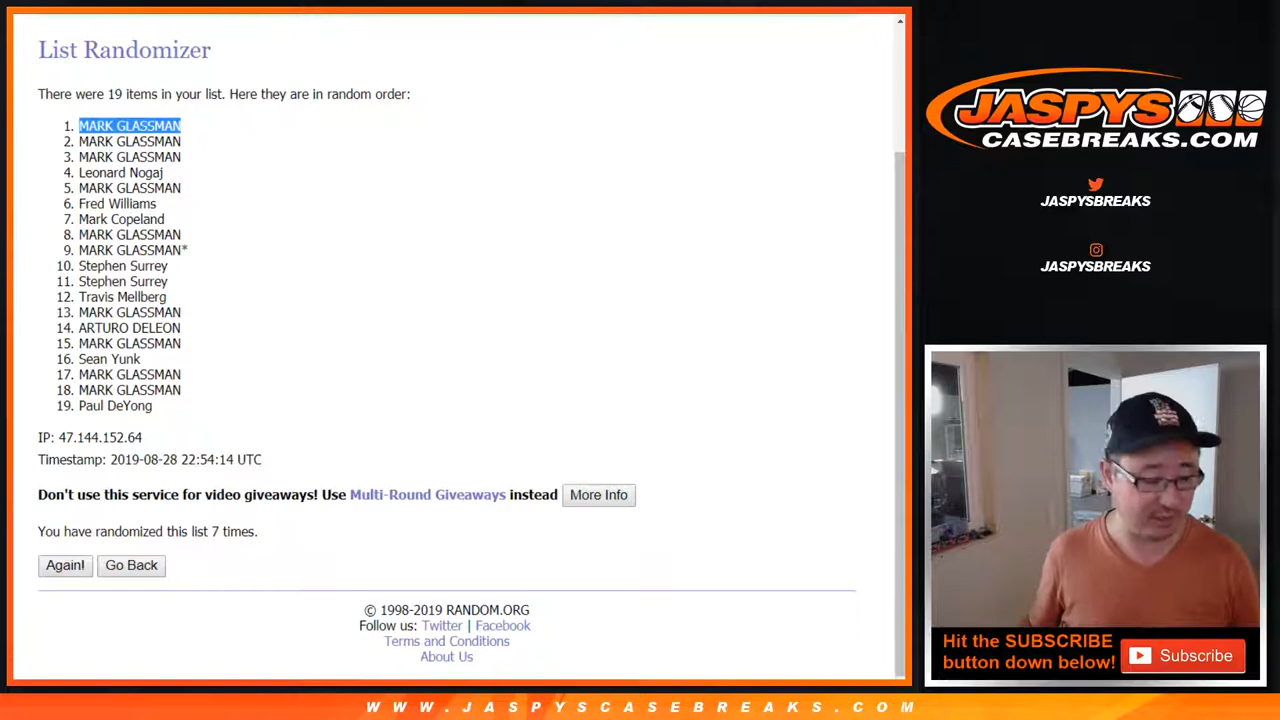 List Randomizer
There were 19 items in your list. Here they are in random order:
1. MARK GLASSMAN
2. MARK GLASSMAN
3. MARK GLASSMAN
4. Leonard Nogaj
5. MARK GLASSMAN
6. Fred Williams
7. Mark Copeland
8. MARK GLASSMAN
9. MARK GLASSMAN*
10. Stephen Surrey
11. Stephen Surrey
12. Travis Mellberg
13. MARK GLASSMAN
14. ARTURO DELEON
15. MARK GLASSMAN
16. Sean Yunk
17. MARK GLASSMAN
18. MARK GLASSMAN
19. Paul DeYong
IP: 47.144.152.64
Timestamp: 2019-08-28 22:54:14 UTC
Don't use this service for video giveaways! Use Multi-Round Giveaways instead More Info
You have randomized this list 7 times.
Again! Go Back
© 1998-2019 RANDOM.ORG
Follow us: Twitter | Facebook
Terms and Conditions
About Us
JASPYS
CASEBREAKS.COM
JASPYSBREAKS
JASPYSBREAKS
Hit the SUBSCRIBE
button down below!
Subscribe
WWW.JASPYSCASEBREAKS.COM